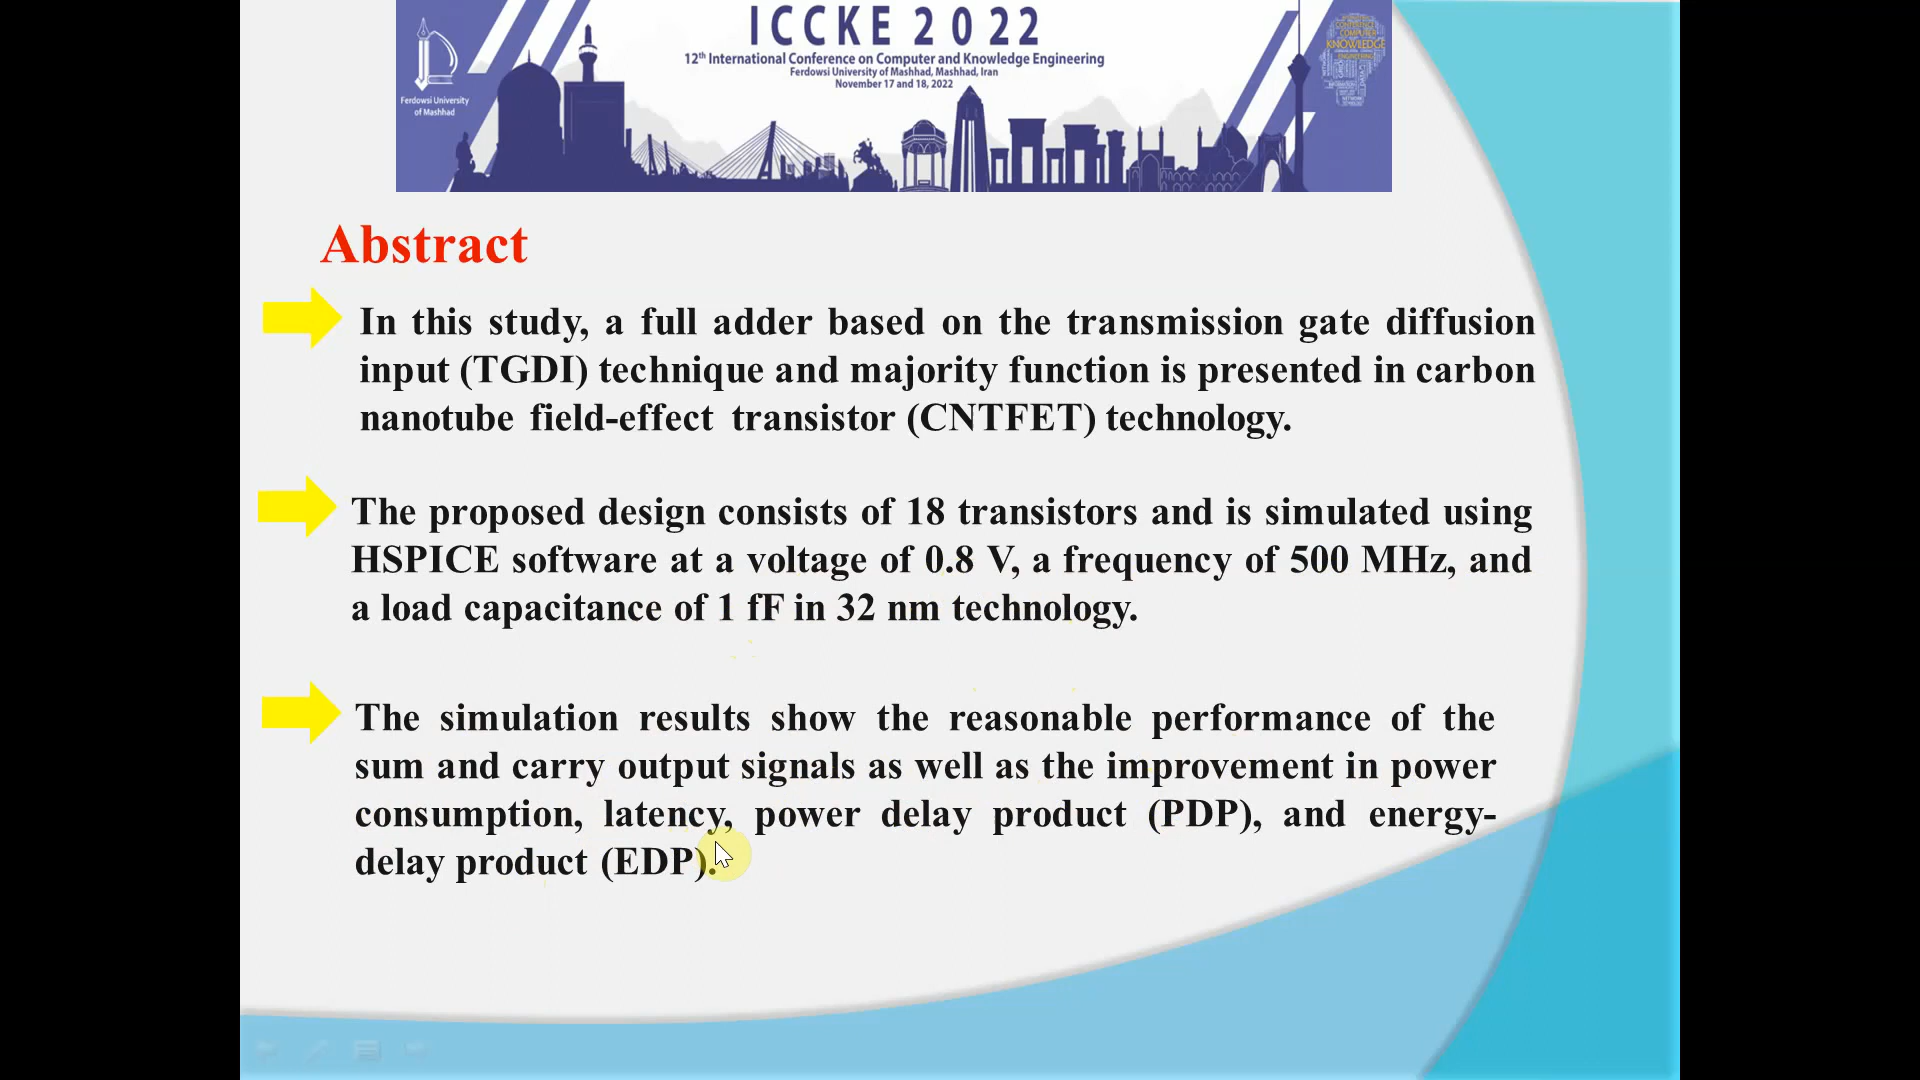 ICCKE 2022
12th International Conference on Computer and Knowledge Engineering
Ferdowsi University of Mashhad, Mashhad, Iran
November 17 and 18, 2022
Ferdowsi University
of Mashhad
KNOWLEDGE
Abstract
In this study, a full adder based on the transmission gate diffusion
input (TGDI) technique and majority function is presented in carbon
nanotube field-effect transistor (CNTFET) technology.
The proposed design consists of 18 transistors and is simulated using
HSPICE software at a voltage of 0.8 V, a frequency of 500 MHz, and
a load capacitance of 1 fF in 32 nm technology.
The simulation results show the reasonable performance of the
sum and carry output signals as well as the improvement in power
consumption, latency, power delay product (PDP), and energy-
delay product (EDP).